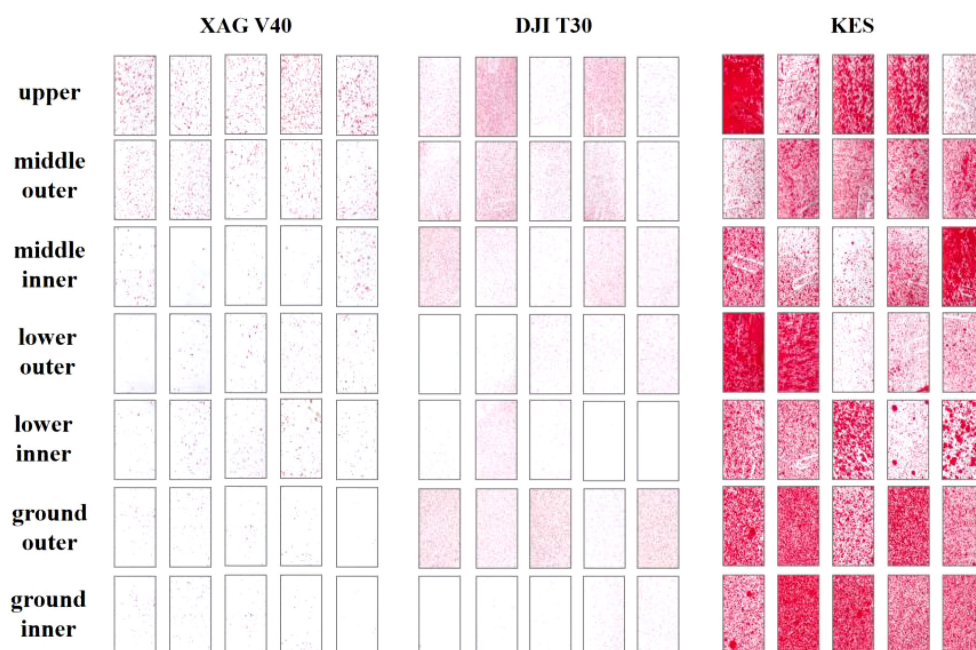 XAG V40 DJI T30 KES
upper
middle
outer
middle
inner
lower
outer
lower
inner
ground
outer
ground
inner